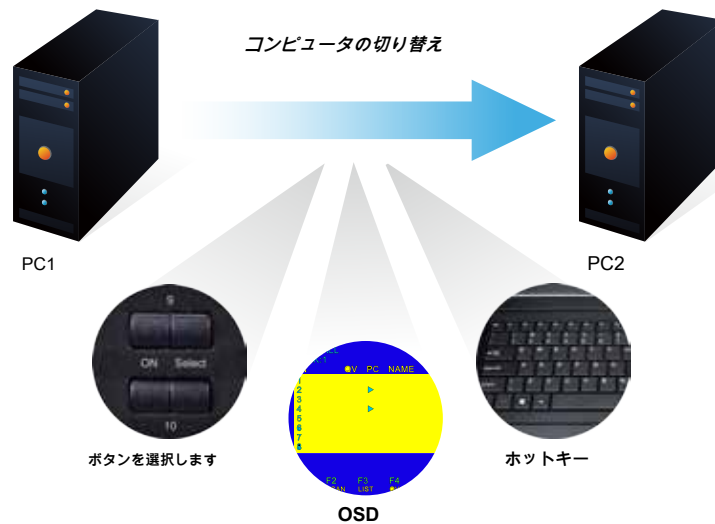 コンピュータの切り替え
PC1
PC2
9
ON Select
10
ボタンを選択します
V PC NAME
1
2
3
4
5
6
7
8
F2 F3 F4
LIST
OSD
ホットキー